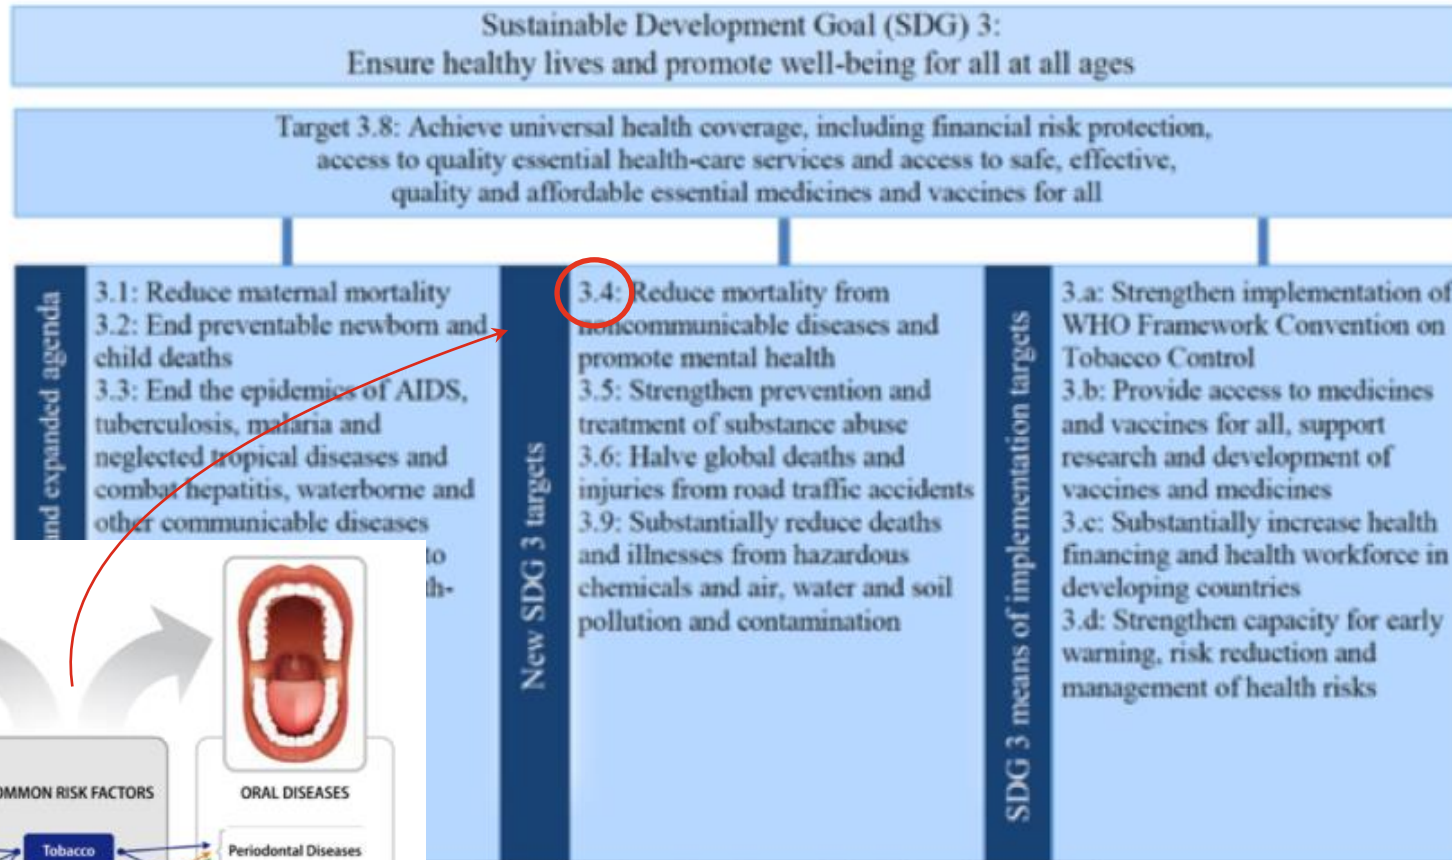 Sustainable Development Goal (SDG) 3:
Ensure healthy lives and promote well-being for all at all ages
Target 3.8: Achieve universal health coverage, including financial risk protection,
access to quality essential health-care services and access to safe, effective,
quality and affordable essential medicines and vaccines for all
and expanded agenda
3.1: Reduce maternal mortality
3.2: End preventable newborn and
child deaths
3.3: End the epidemics of AIDS,
tuberculosis, malaria and
neglected tropical diseases and
combat hepatitis, waterborne and
other communicable diseases
to
th-
New SDG 3 targets
3.4: Reduce mortality from
noncommunicable diseases and
promote mental health
3.5: Strengthen prevention and
treatment of substance abuse
3.6: Halve global deaths and
injuries from road traffic accidents
3.9: Substantially reduce deaths
and illnesses from hazardous
chemicals and air, water and soil
pollution and contamination
SDG 3 means of implementation targets
3.a: Strengthen implementation of
WHO Framework Convention on
Tobacco Control
3.b: Provide access to medicines
and vaccines for all, support
research and development of
vaccines and medicines
3.c: Substantially increase health
financing and health workforce in
developing countries
3.d: Strengthen capacity for early
warning, risk reduction and
management of health risks
OMMON RISK FACTORS
Tobacco
ORAL DISEASES
Periodontal Diseases